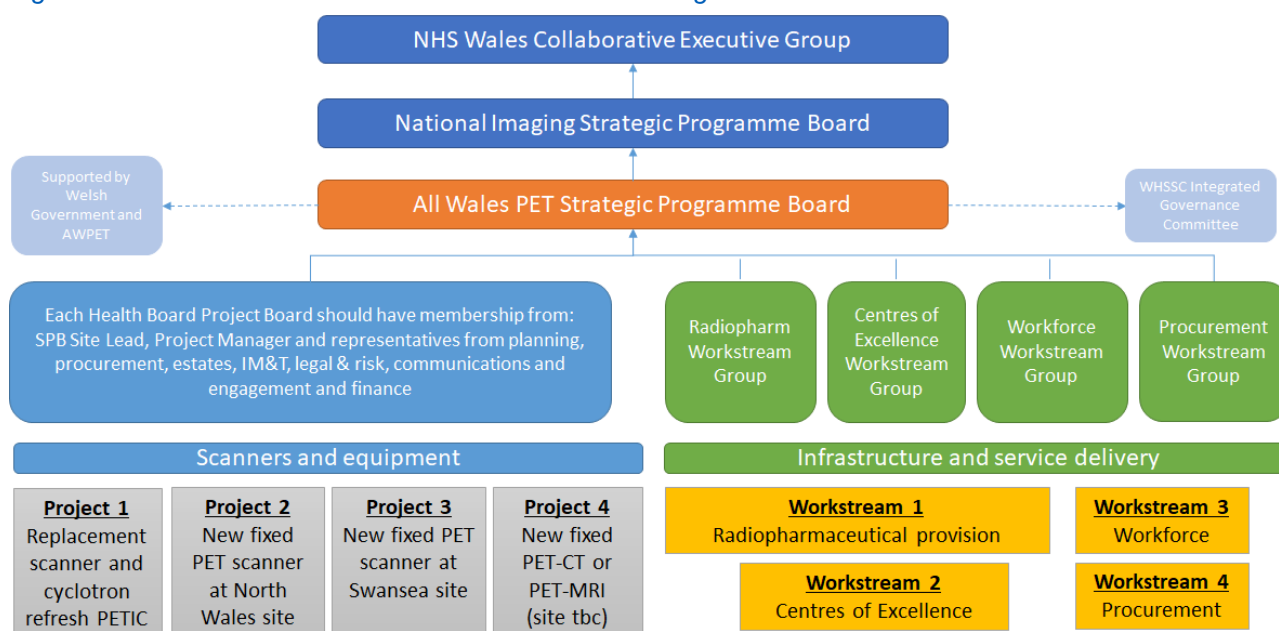 NHS Wales Collaborative Executive Group
National Imaging Strategic Programme Board
Supported by
Welsh
Government and
AWPET
All Wales PET Strategic Programme Board
WHSSC Integrated
Governance
Committee
Each Health Board Project Board should have membership from:
SPB Site Lead, Project Manager and representatives from planning,
procurement, estates, IM&T, legal & risk, communications and
engagement and finance
Radiopharm
Workstream
Group
Centres of
Excellence
Workstream
Group
Workforce
Workstream
Group
Procurement
Workstream
Group
Scanners and equipment
Infrastructure and service delivery
Project 1
Replacement
scanner and
cyclotron
refresh PETIC
Project 2
New fixed
PET scanner
at North
Wales site
Project 3
New fixed PET
scanner at
Swansea site
Project 4
New fixed
PET-CT or
PET-MRI
(site tbc)
Workstream 1
Radiopharmaceutical provision
Workstream 2
Centres of Excellence
Workstream 3
Workforce
Workstream 4
Procurement